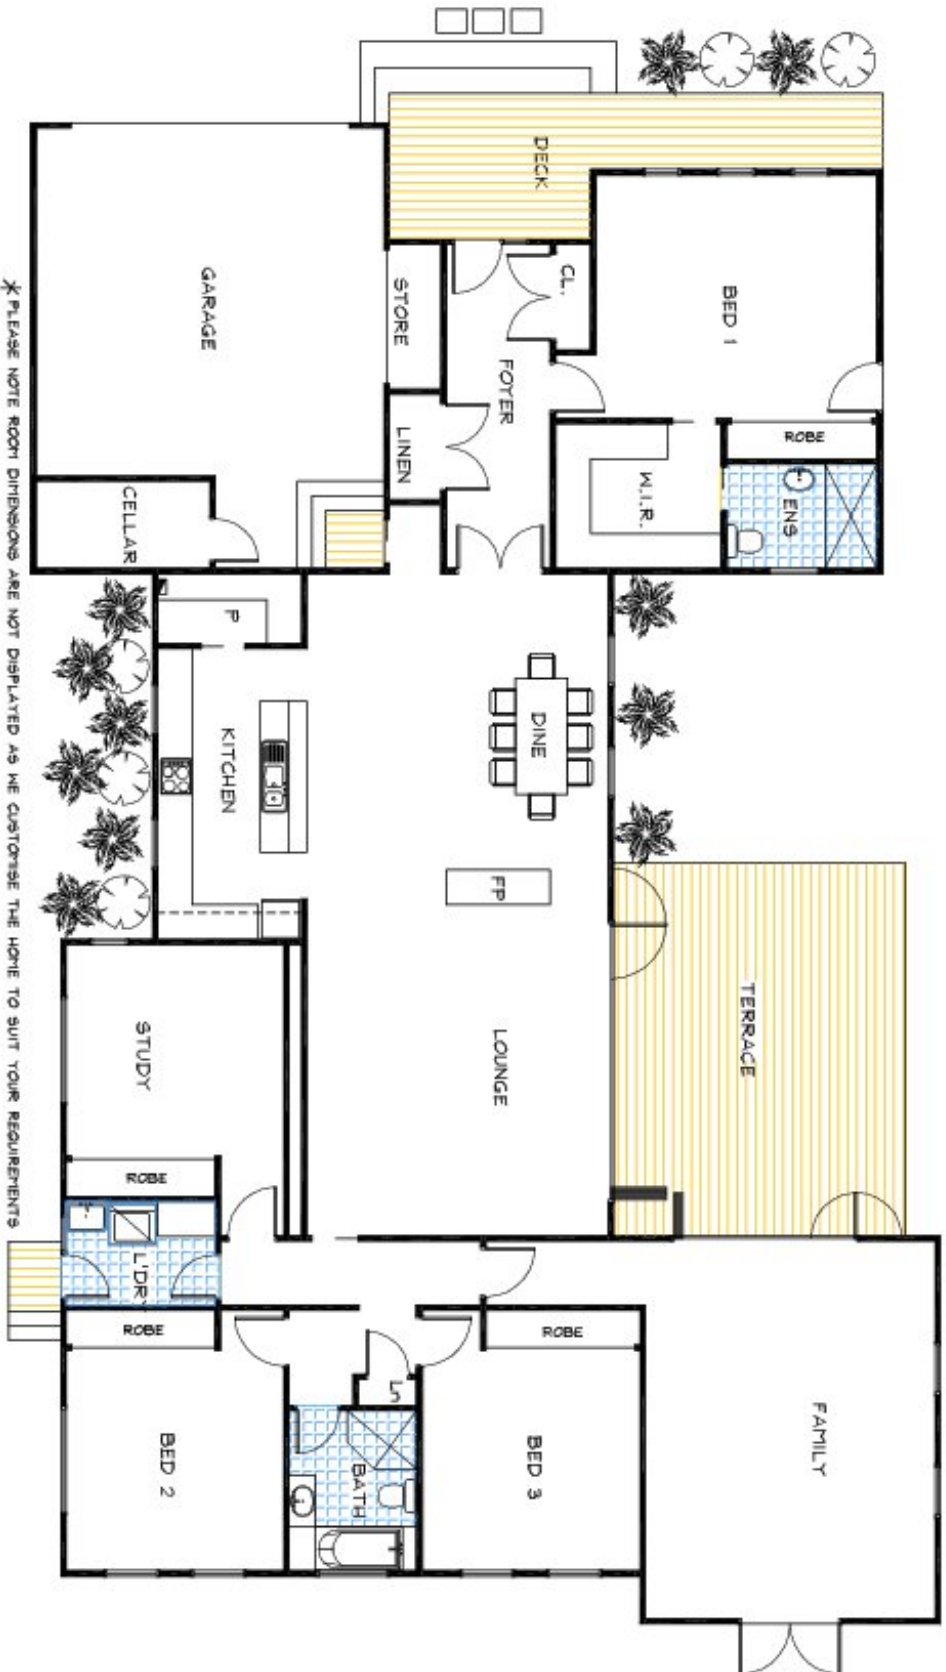 DECK
BED 1
CL.
STORE
GARAGE
FOYER
ROBE
LINEN
W.I.R.
ENS
CELLAR
P
DINE
KITCHEN
FP
TERRACE
LOUNGE
STUDY
ROBE
L'DRY
ROBE
ROBE
L5
FAMILY
BED 2
BATH
BED 3
* PLEASE NOTE ROOM DIMENSIONS ARE NOT DISPLAYED AS WE CUSTOMISE THE HOME TO SUIT YOUR REQUIREMENTS